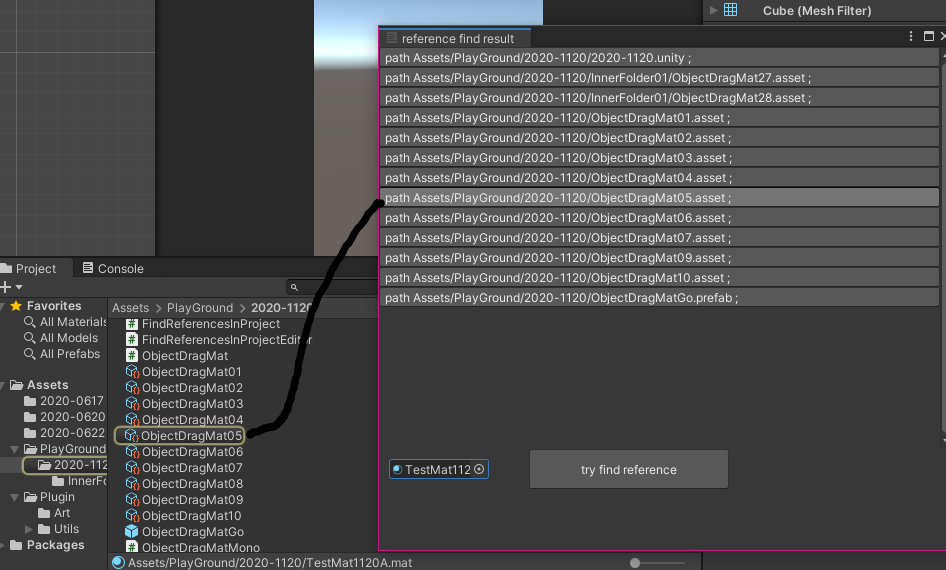 Cube (Mesh Filter)
reference find result
path Assets/PlayGround/2020-1120/2020-1120.unity ;
path Assets/PlayGround/2020-1120/InnerFolder01/ObjectDragMat27.asset ;
path Assets/PlayGround/2020-1120/InnerFolder01/ObjectDragMat28.asset ;
path Assets/PlayGround/2020-1120/ObjectDragMat01.asset ;
path Assets/PlayGround/2020-1120/ObjectDragMat02.asset ;
path Assets/PlayGround/2020-1120/ObjectDragMat03.asset ;
path Assets/PlayGround/2020-1120/ObjectDragMat04.asset ;
path Assets/PlayGround/2020-1120/ObjectDragMat05.asset ;
path Assets/PlayGround/2020-1120/ObjectDragMat06.asset ;
path Assets/PlayGround/2020-1120/ObjectDragMat07.asset ;
path Assets/PlayGround/2020-1120/ObjectDragMat09.asset ;
path Assets/PlayGround/2020-1120/ObjectDragMat10.asset ;
path Assets/PlayGround/2020-1120/ObjectDragMatGo.prefab ;
TestMat112
try find reference
Project Console
Favorites
All Materials
All Models
All Prefabs
Assets
2020-0617
2020-0620
2020-0622
PlayGround
2020-112
InnerFo
Plugin
Art
Utils
Packages
Assets > PlayGround > 2020-1120
FindReferencesInProject
FindReferencesInProjectEditor
ObjectDragMat
ObjectDragMat01
ObjectDragMat02
ObjectDragMat03
ObjectDragMat04
ObjectDragMat05
ObjectDragMat06
ObjectDragMat07
ObjectDragMat08
ObjectDragMat09
ObjectDragMat10
ObjectDragMatGo
ObjectDragMatMono
Assets/PlayGround/2020-1120/TestMat1120A.mat